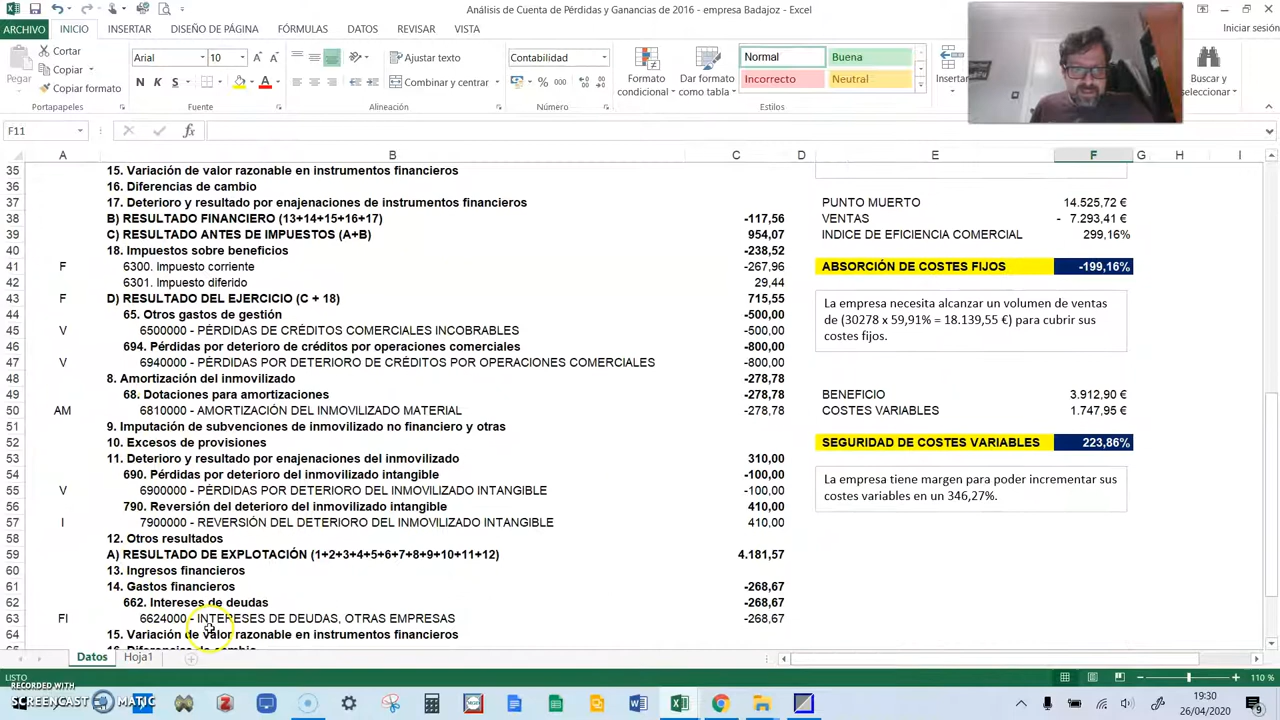 Análisis de Cuenta de Pérdidas y Ganancias de 2016 - empresa Badajoz - Excel
ARCHIVO INICIO INSERTAR DISEÑO DE PÁGINA FÓRMULAS DATOS REVISAR VISTA Iniciar sesión
Pegar
Cortar
Copiar
Copiar formato
Portapapeles
Arial 10
N K S
Fuente
Ajustar texto
Combinar y centrar
Alineación
Contabilidad
% 000
Número
Formato condicional
Dar formato como tabla
Normal Buena
Incorrecto Neutral
Estilos
Insertar
Buscar y seleccionar
F11 fx
A B C D E F G H I
35 15. Variación de valor razonable en instrumentos financieros
36 16. Diferencias de cambio
37 17. Deterioro y resultado por enajenaciones de instrumentos financieros PUNTO MUERTO 14.525,72 €
38 B) RESULTADO FINANCIERO (13+14+15+16+17) -117,56 VENTAS - 7.293,41 €
39 C) RESULTADO ANTES DE IMPUESTOS (A+B) 954,07 INDICE DE EFICIENCIA COMERCIAL 299,16%
40 18. Impuestos sobre beneficios -238,52
41 F 6300. Impuesto corriente -267,96 ABSORCIÓN DE COSTES FIJOS -199,16%
42 6301. Impuesto diferido 29,44
43 F D) RESULTADO DEL EJERCICIO (C + 18) 715,55 La empresa necesita alcanzar un volumen de ventas
44 65. Otros gastos de gestión -500,00 de (30278 x 59,91% = 18.139,55 €) para cubrir sus
45 V 6500000 - PÉRDIDAS DE CRÉDITOS COMERCIALES INCOBRABLES -500,00 costes fijos.
46 694. Pérdidas por deterioro de créditos por operaciones comerciales -800,00
47 V 6940000 - PÉRDIDAS POR DETERIORO DE CRÉDITOS POR OPERACIONES COMERCIALES -800,00
48 8. Amortización del inmovilizado -278,78
49 68. Dotaciones para amortizaciones -278,78 BENEFICIO 3.912,90 €
50 AM 6810000 - AMORTIZACIÓN DEL INMOVILIZADO MATERIAL -278,78 COSTES VARIABLES 1.747,95 €
51 9. Imputación de subvenciones de inmovilizado no financiero y otras
52 10. Excesos de provisiones SEGURIDAD DE COSTES VARIABLES 223,86%
53 11. Deterioro y resultado por enajenaciones del inmovilizado 310,00
54 690. Pérdidas por deterioro del inmovilizado intangible -100,00 La empresa tiene margen para poder incrementar sus
55 V 6900000 - PÉRDIDAS POR DETERIORO DEL INMOVILIZADO INTANGIBLE -100,00 costes variables en un 346,27%.
56 790. Reversión del deterioro del inmovilizado intangible 410,00
57 I 7900000 - REVERSIÓN DEL DETERIORO DEL INMOVILIZADO INTANGIBLE 410,00
58 12. Otros resultados
59 A) RESULTADO DE EXPLOTACIÓN (1+2+3+4+5+6+7+8+9+10+11+12) 4.181,57
60 13. Ingresos financieros
61 14. Gastos financieros -268,67
62 662. Intereses de deudas -268,67
63 FI 6624000 - INTERESES DE DEUDAS, OTRAS EMPRESAS -268,67
64 15. Variación de valor razonable en instrumentos financieros
Datos Hoja1
LISTO 110 %
RECORDED WITH
SCREENCAST MATIC
19:30
26/04/2020